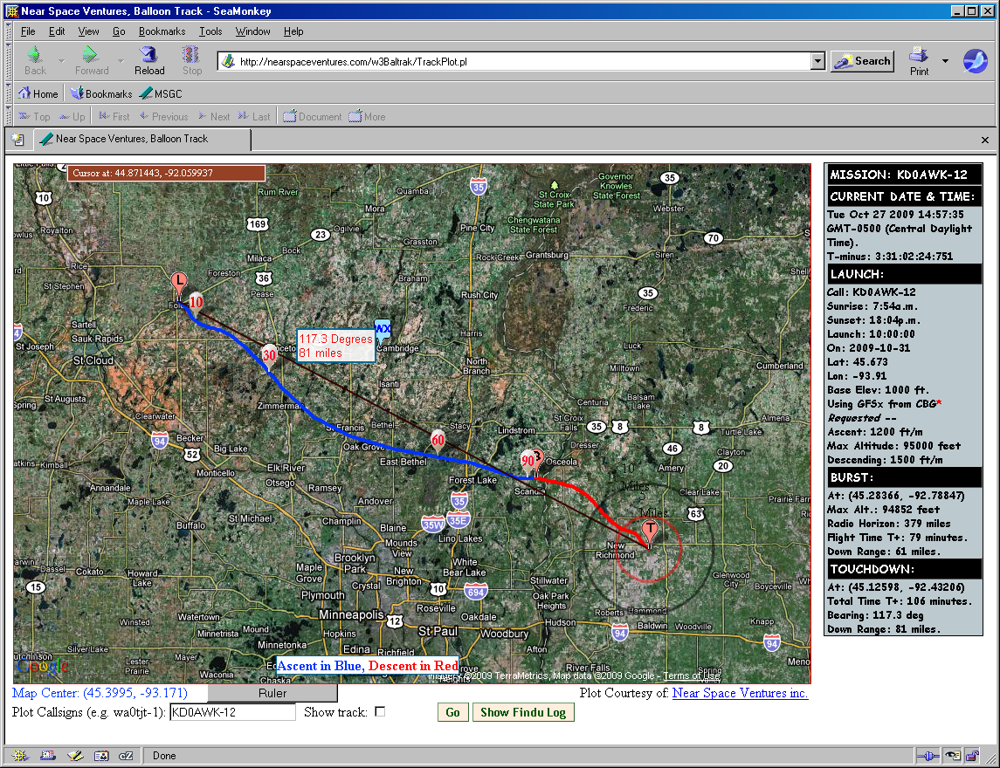 Near Space Ventures, Balloon Track - SeaMonkey
File Edit View Go Bookmarks Tools Window Help
Back Forward Reload Stop http://nearspaceventures.com/w3Baltrak/TrackPlot.pl Search Print
Home Bookmarks MSGC
Top Up First Previous Next Last Document More
Near Space Ventures, Balloon Track
Cursor at: 44.871443, -92.059937
10
Royalton
Rice
St Stephen
Sartell
Sauk Rapids
St Joseph
St Cloud
St Augusta
Clearwater
94
Becker
52
Big Lake
Monticello
Kimball
Annandale
Maple Lake
Buffalo
Rum River
169
23
Ogilvie
Mora
Quamba
Bock
Milaca
Foreston
36
Pease
Grasston
Braham
35
Pine City
Rock Creek
Rush City
Harris
North Branch
St Croix State Park
Chengwatana State Forest
Governor Knowles State Forest
35
Webster
70
Grantsburg
Siren
35
Frederic
Luck
Milltown
Cumberland
L
10
30
60
90
T
WX
117.3 Degrees
81 miles
Cambridge
Isanti
Zimmerman
St Francis
Bethel
East Bethel
Stacy
Lindstrom
Centuria
Balsam Lake
St Croix Falls
35
8
8
Almena
Turtle Lake
Dresser
46
Clayton
20
Amery
Osceola
Forest Lake
Scandia
10 Miles
5 Miles
Clear Lake
63
New Richmond
Elk River
Otsego
Ramsey
Andover
St Michael
Champlin
Blaine
35
35W
35E
Lino Lakes
Mounds View
Brooklyn Park
White Bear Lake
Stillwater
Oak Park Heights
Maple Grove
New Brighton
Crystal
10
694
Plymouth
Roseville
Oakdale
Minneapolis
12
St Paul
Woodbury
Hudson
Roberts
Hammond
94
Baldwin
Woodville
Knapp
94
Glenwood City
Boyceville
Dassel
Cokato
Howard Lake
15
Winsted
Watertown
Minnetrista
Mound
Hopkins
Minnetonka
Edina
Richfield
Silver Lake
Lester Prairie
Mayer
Waconia
Chaska
Afton
River Falls
Spring Valley
Google
Ascent in Blue, Descent in Red
Imagery ©2009 TerraMetrics, Map data ©2009 Google - Terms of Use
MISSION: KD0AWK-12
CURRENT DATE & TIME:
Tue Oct 27 2009 14:57:35
GMT-0500 (Central Daylight
Time).
T-minus: 3:31:02:24:751
LAUNCH:
Call: KD0AWK-12
Sunrise: 7:54a.m.
Sunset: 18:04p.m.
Launch: 10:00:00
On: 2009-10-31
Lat: 45.673
Lon: -93.91
Base Elev: 1000 ft.
Using GFSx from CBG*
Requested --
Ascent: 1200 ft/m
Max Altitude: 95000 feet
Descending: 1500 ft/m
BURST:
At: (45.28366, -92.78847)
Max Alt.: 94852 feet
Radio Horizon: 379 miles
Flight Time T+: 79 minutes.
Down Range: 61 miles.
TOUCHDOWN:
At: (45.12598, -92.43206)
Total Time T+: 106 minutes.
Bearing: 117.3 deg
Down Range: 81 miles.
Map Center: (45.3995, -93.171) Ruler Plot Courtesy of: Near Space Ventures inc.
Plot Callsigns (e.g. wa0tjt-1): KD0AWK-12 Show track: Go Show Findu Log
Done